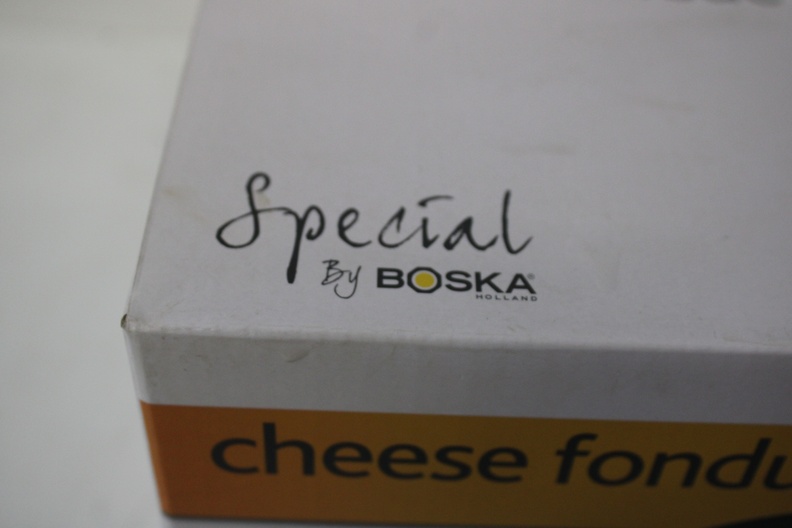 Special
By BOSKA®
HOLLAND
cheese fondu